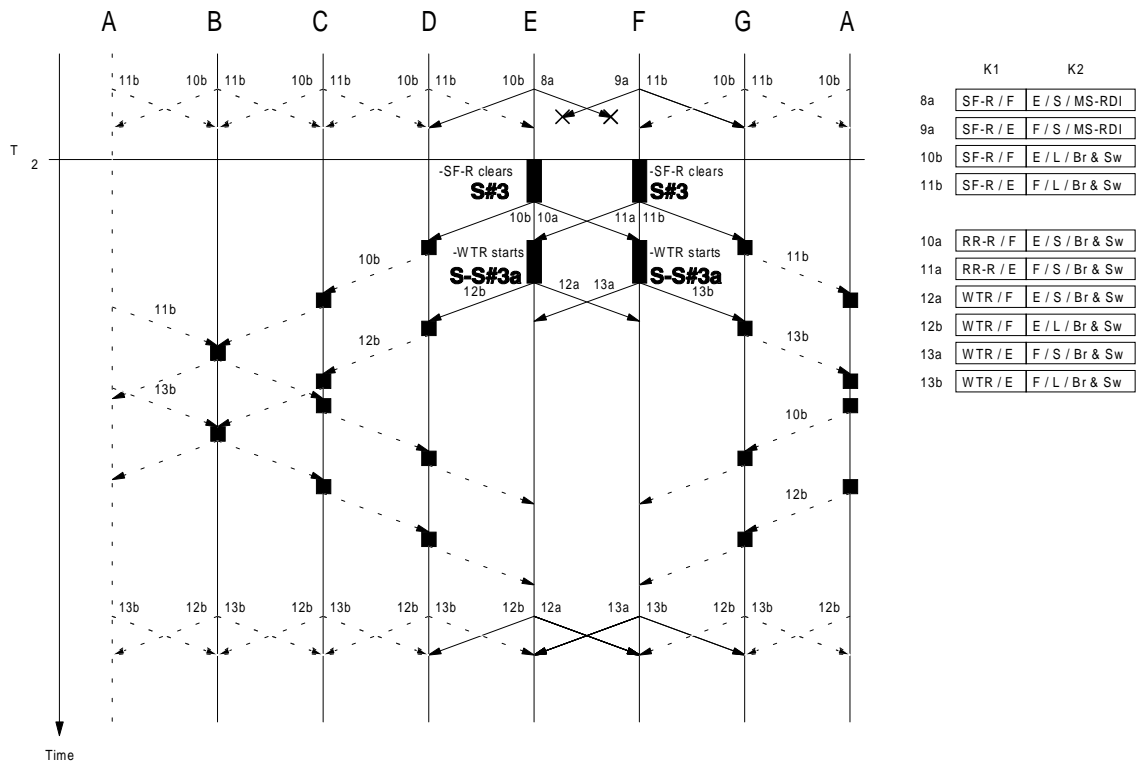 A B C D E F G A
11b 10b 11b 10b 11b 10b 11b 10b 8a 9a 11b 10b 11b 10b
K1 K2
8a SF-R / F E / S / MS-RDI
9a SF-R / E F / S / MS-RDI
10b SF-R / F E / L / Br & Sw
11b SF-R / E F / L / Br & Sw
T 2
-SF-R clears -SF-R clears
S#3 S#3
10b 10a 11a 11b
10a RR-R / F E / S / Br & Sw
11a RR-R / E F / S / Br & Sw
12a WTR / F E / S / Br & Sw
12b WTR / F E / L / Br & Sw
13a WTR / E F / S / Br & Sw
13b WTR / E F / L / Br & Sw
-WTR starts -WTR starts
10b 11b
S-S#3a S-S#3a
12b 12a 13a 13b
11b
12b 13b
13b
10b
12b
13b 12b 13b 12b 13b 12b 13b 12b 12a 13a 13b 12b 13b 12b
Time